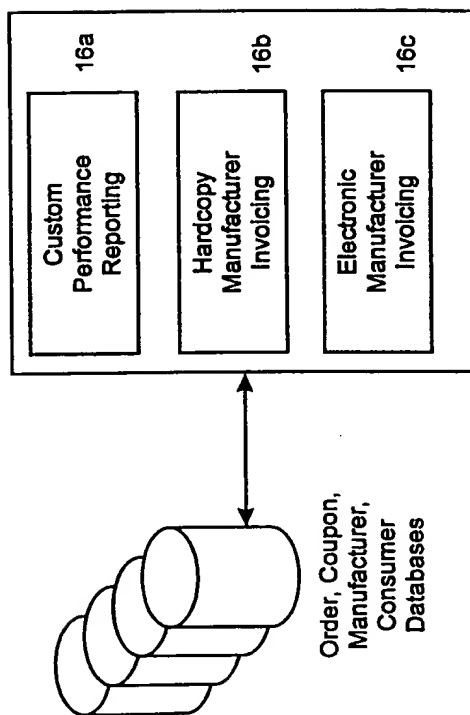 Custom
Performance
Reporting
16a
Hardcopy
Manufacturer
Invoicing
16b
Electronic
Manufacturer
Invoicing
16c
Order, Coupon,
Manufacturer,
Consumer
Databases